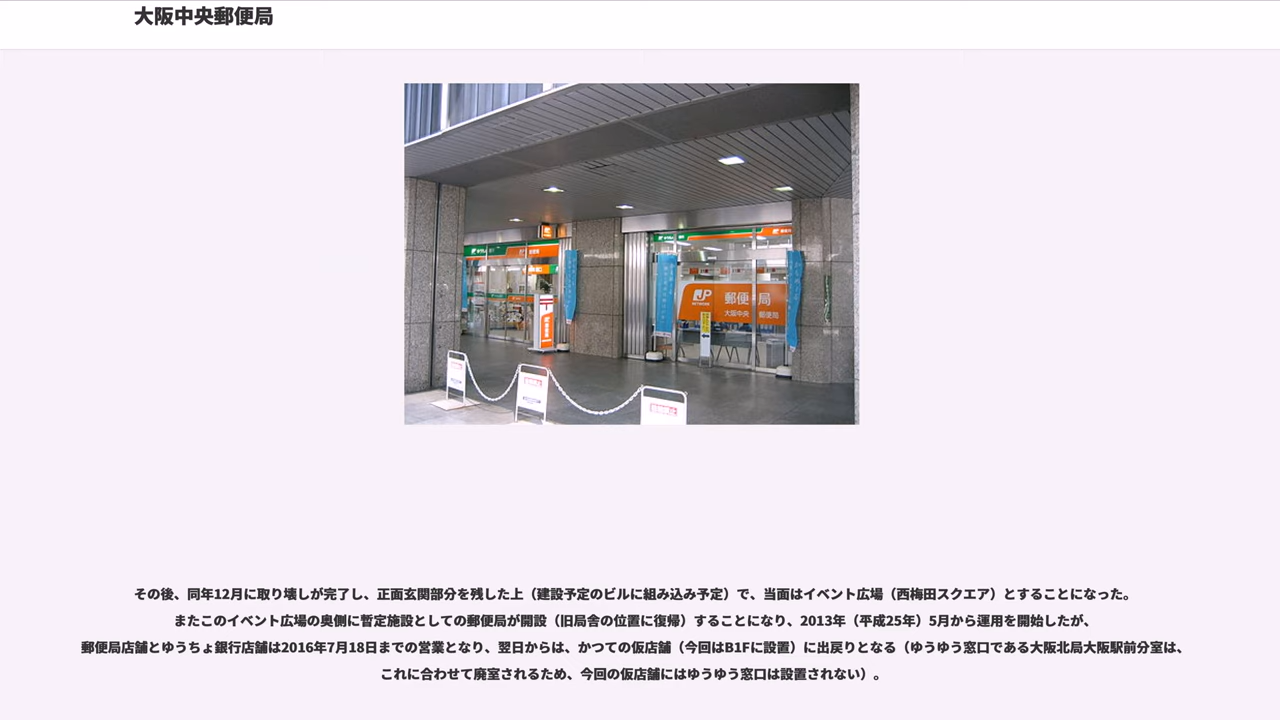 大阪中央郵便局
JP
郵便局
大阪中央 郵便局
その後、同年12月に取り壊しが完了し、正面玄関部分を残した上（建設予定のビルに組み込み予定）で、当面はイベント広場（西梅田スクエア）とすることになった。
またこのイベント広場の奥側に暫定施設としての郵便局が開設（旧局舎の位置に復帰）することになり、2013年（平成25年）5月から運用を開始したが、
郵便局店舗とゆうちょ銀行店舗は2016年7月18日までの営業となり、翌日からは、かつての仮店舗（今回はB1Fに設置）に出戻りとなる（ゆうゆう窓口である大阪北局大阪駅前分室は、
これに合わせて廃室されるため、今回の仮店舗にはゆうゆう窓口は設置されない）。